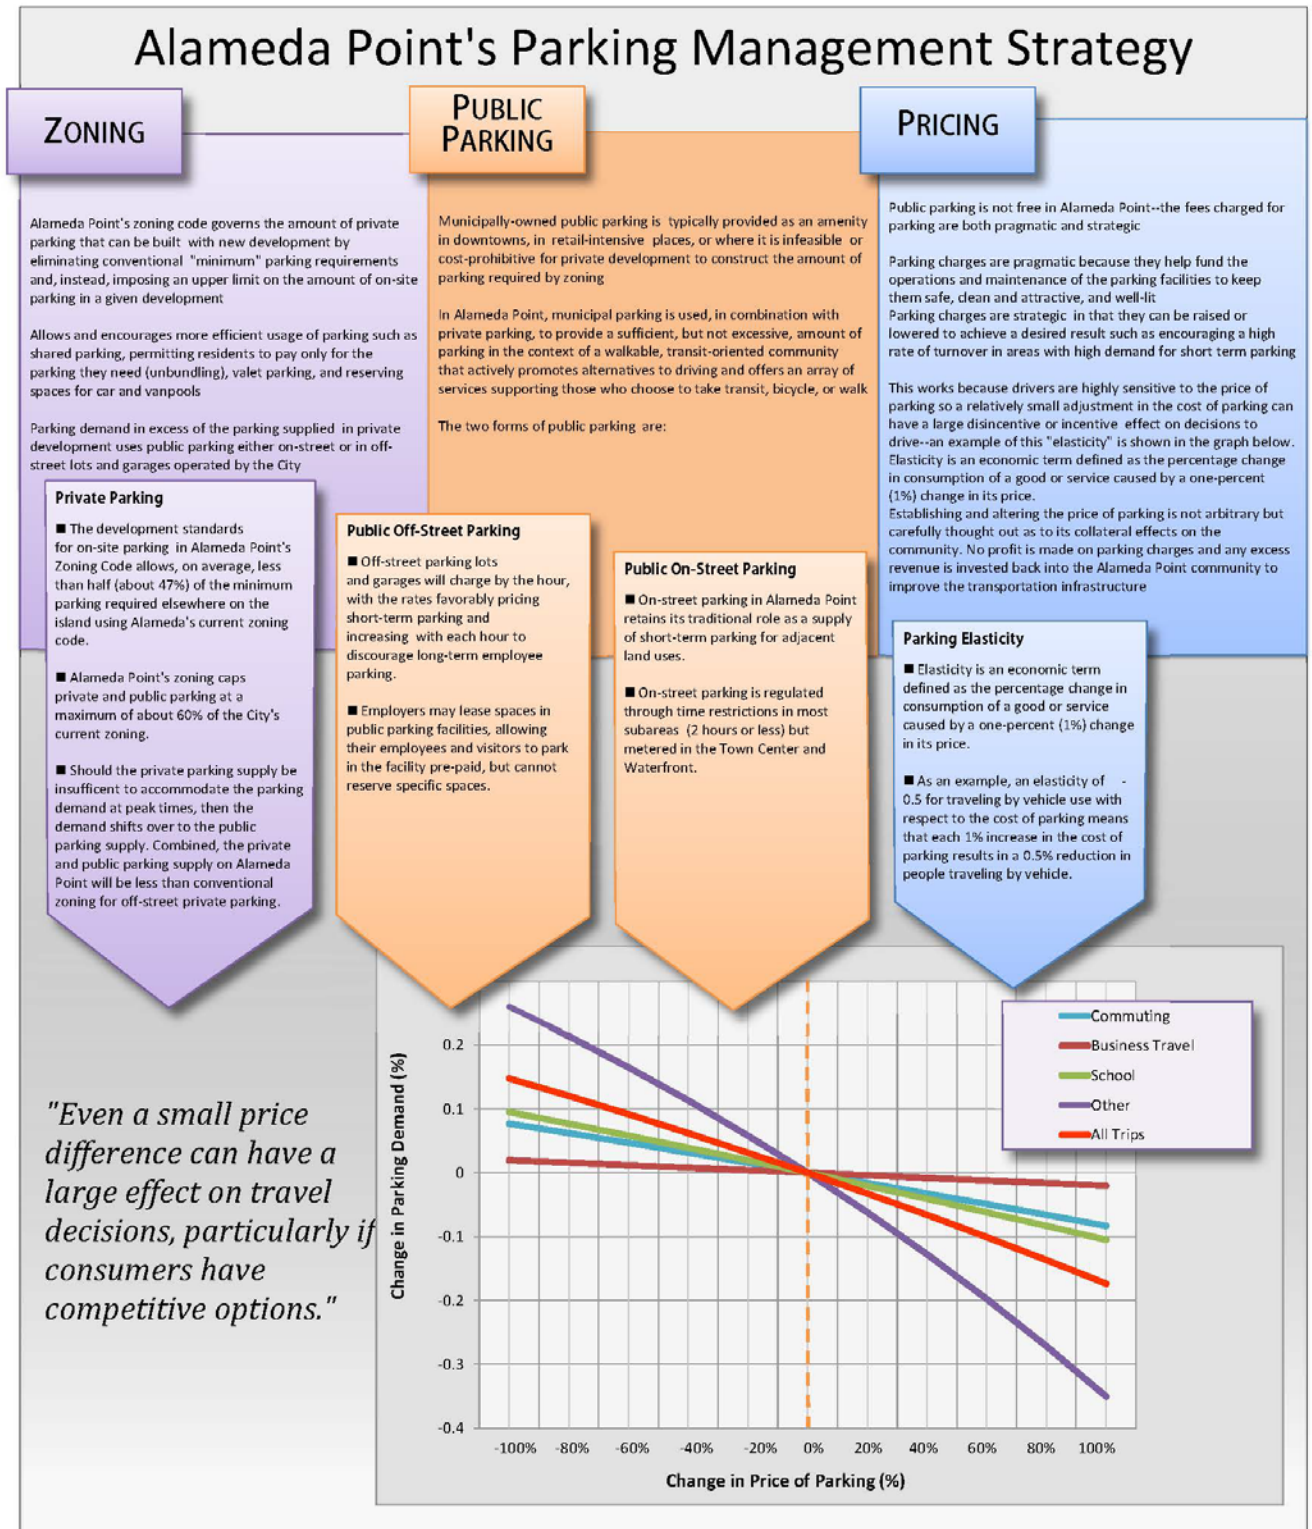 Alameda Point's Parking Management Strategy
ZONING
Alameda Point's zoning code governs the amount of private
parking that can be built with new development by
eliminating conventional "minimum" parking requirements
and, instead, imposing an upper limit on the amount of on-site
parking in a given development
Allows and encourages more efficient usage of parking such as
shared parking, permitting residents to pay only for the
parking they need (unbundling), valet parking, and reserving
spaces for car and vanpools
Parking demand in excess of the parking supplied in private
development uses public parking either on-street or in off-
street lots and garages operated by the City
Private Parking
■ The development standards
for on-site parking in Alameda Point's
Zoning Code allows, on average, less
than half (about 47%) of the minimum
parking required elsewhere on the
island using Alameda's current zoning
code.
■ Alameda Point's zoning caps
private and public parking at a
maximum of about 60% of the City's
current zoning.
■ Should the private parking supply be
insufficent to accommodate the parking
demand at peak times, then the
demand shifts over to the public
parking supply. Combined, the private
and public parking supply on Alameda
Point will be less than conventional
zoning for off-street private parking.
PUBLIC
PARKING
Municipally-owned public parking is typically provided as an amenity
in downtowns, in retail-intensive places, or where it is infeasible or
cost-prohibitive for private development to construct the amount of
parking required by zoning
In Alameda Point, municipal parking is used, in combination with
private parking, to provide a sufficient, but not excessive, amount of
parking in the context of a walkable, transit-oriented community
that actively promotes alternatives to driving and offers an array of
services supporting those who choose to take transit, bicycle, or walk
The two forms of public parking are:
Public Off-Street Parking
■ Off-street parking lots
and garages will charge by the hour,
with the rates favorably pricing
short-term parking and
increasing with each hour to
discourage long-term employee
parking.
■ Employers may lease spaces in
public parking facilities, allowing
their employees and visitors to park
in the facility pre-paid, but cannot
reserve specific spaces.
Public On-Street Parking
■ On-street parking in Alameda Point
retains its traditional role as a supply
of short-term parking for adjacent
land uses.
■ On-street parking is regulated
through time restrictions in most
subareas (2 hours or less) but
metered in the Town Center and
Waterfront.
PRICING
Public parking is not free in Alameda Point--the fees charged for
parking are both pragmatic and strategic
Parking charges are pragmatic because they help fund the
operations and maintenance of the parking facilities to keep
them safe, clean and attractive, and well-lit
Parking charges are strategic in that they can be raised or
lowered to achieve a desired result such as encouraging a high
rate of turnover in areas with high demand for short term parking
This works because drivers are highly sensitive to the price of
parking so a relatively small adjustment in the cost of parking can
have a large disincentive or incentive effect on decisions to
drive--an example of this "elasticity" is shown in the graph below.
Elasticity is an economic term defined as the percentage change
in consumption of a good or service caused by a one-percent
(1%) change in its price.
Establishing and altering the price of parking is not arbitrary but
carefully thought out as to its collateral effects on the
community. No profit is made on parking charges and any excess
revenue is invested back into the Alameda Point community to
improve the transportation infrastructure
Parking Elasticity
■ Elasticity is an economic term
defined as the percentage change in
consumption of a good or service
caused by a one-percent (1%) change
in its price.
■ As an example, an elasticity of -
0.5 for traveling by vehicle use with
respect to the cost of parking means
that each 1% increase in the cost of
parking results in a 0.5% reduction in
people traveling by vehicle.
"Even a small price
difference can have a
large effect on travel
decisions, particularly if
consumers have
competitive options."
Change in Parking Demand (%)
0.2
0.1
0
-0.1
-0.2
-0.3
-0.4
-100% -80% -60% -40% -20% 0% 20% 40% 60% 80% 100%
Change in Price of Parking (%)
Commuting
Business Travel
School
Other
All Trips